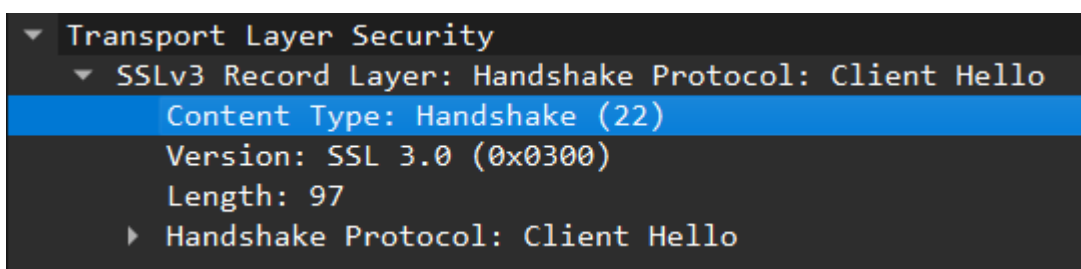 Transport Layer Security
SSLv3 Record Layer: Handshake Protocol: Client Hello
Content Type: Handshake (22)
Version: SSL 3.0 (0x0300)
Length: 97
Handshake Protocol: Client Hello